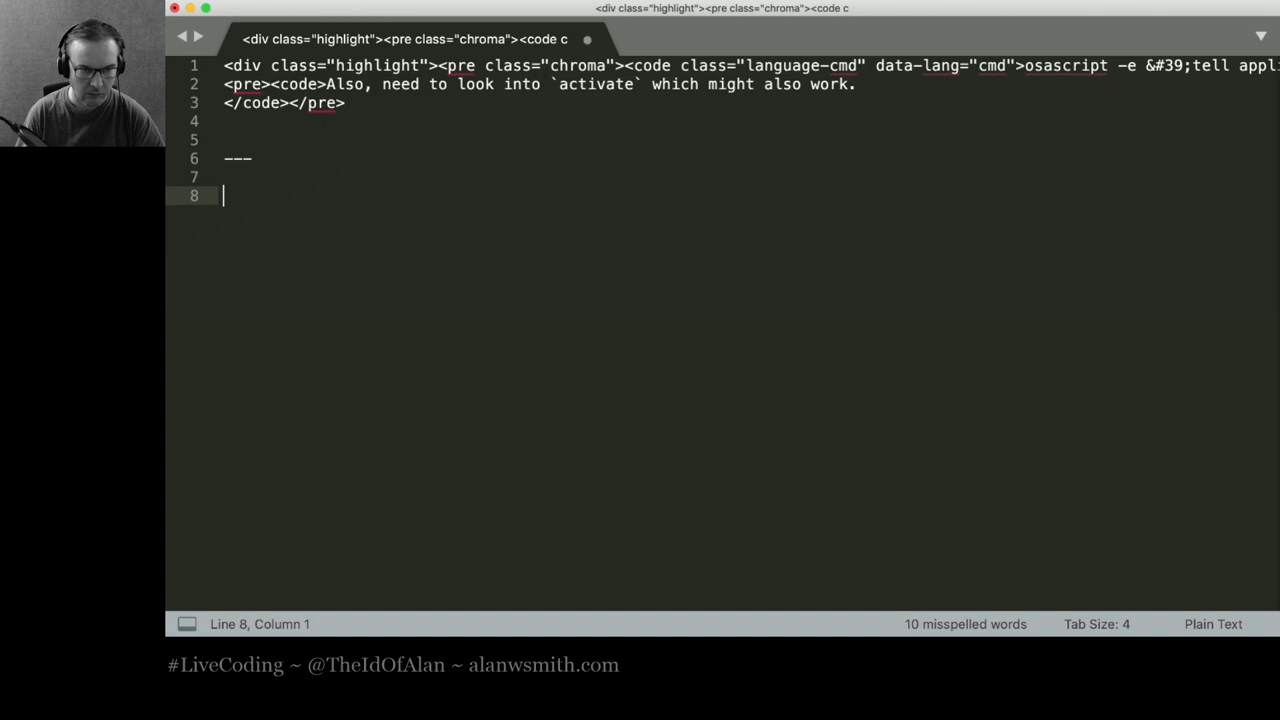 <div class="highlight"><pre class="chroma"><code c
<div class="highlight"><pre class="chroma"><code c
1 <div class="highlight"><pre class="chroma"><code class="language-cmd" data-lang="cmd">osascript -e &#39;tell appli
2 <pre><code>Also, need to look into `activate` which might also work.
3 </code></pre>
4
5
6 ---
7
8
Line 8, Column 1 10 misspelled words Tab Size: 4 Plain Text
#LiveCoding ~ @TheIdOfAlan ~ alanwsmith.com